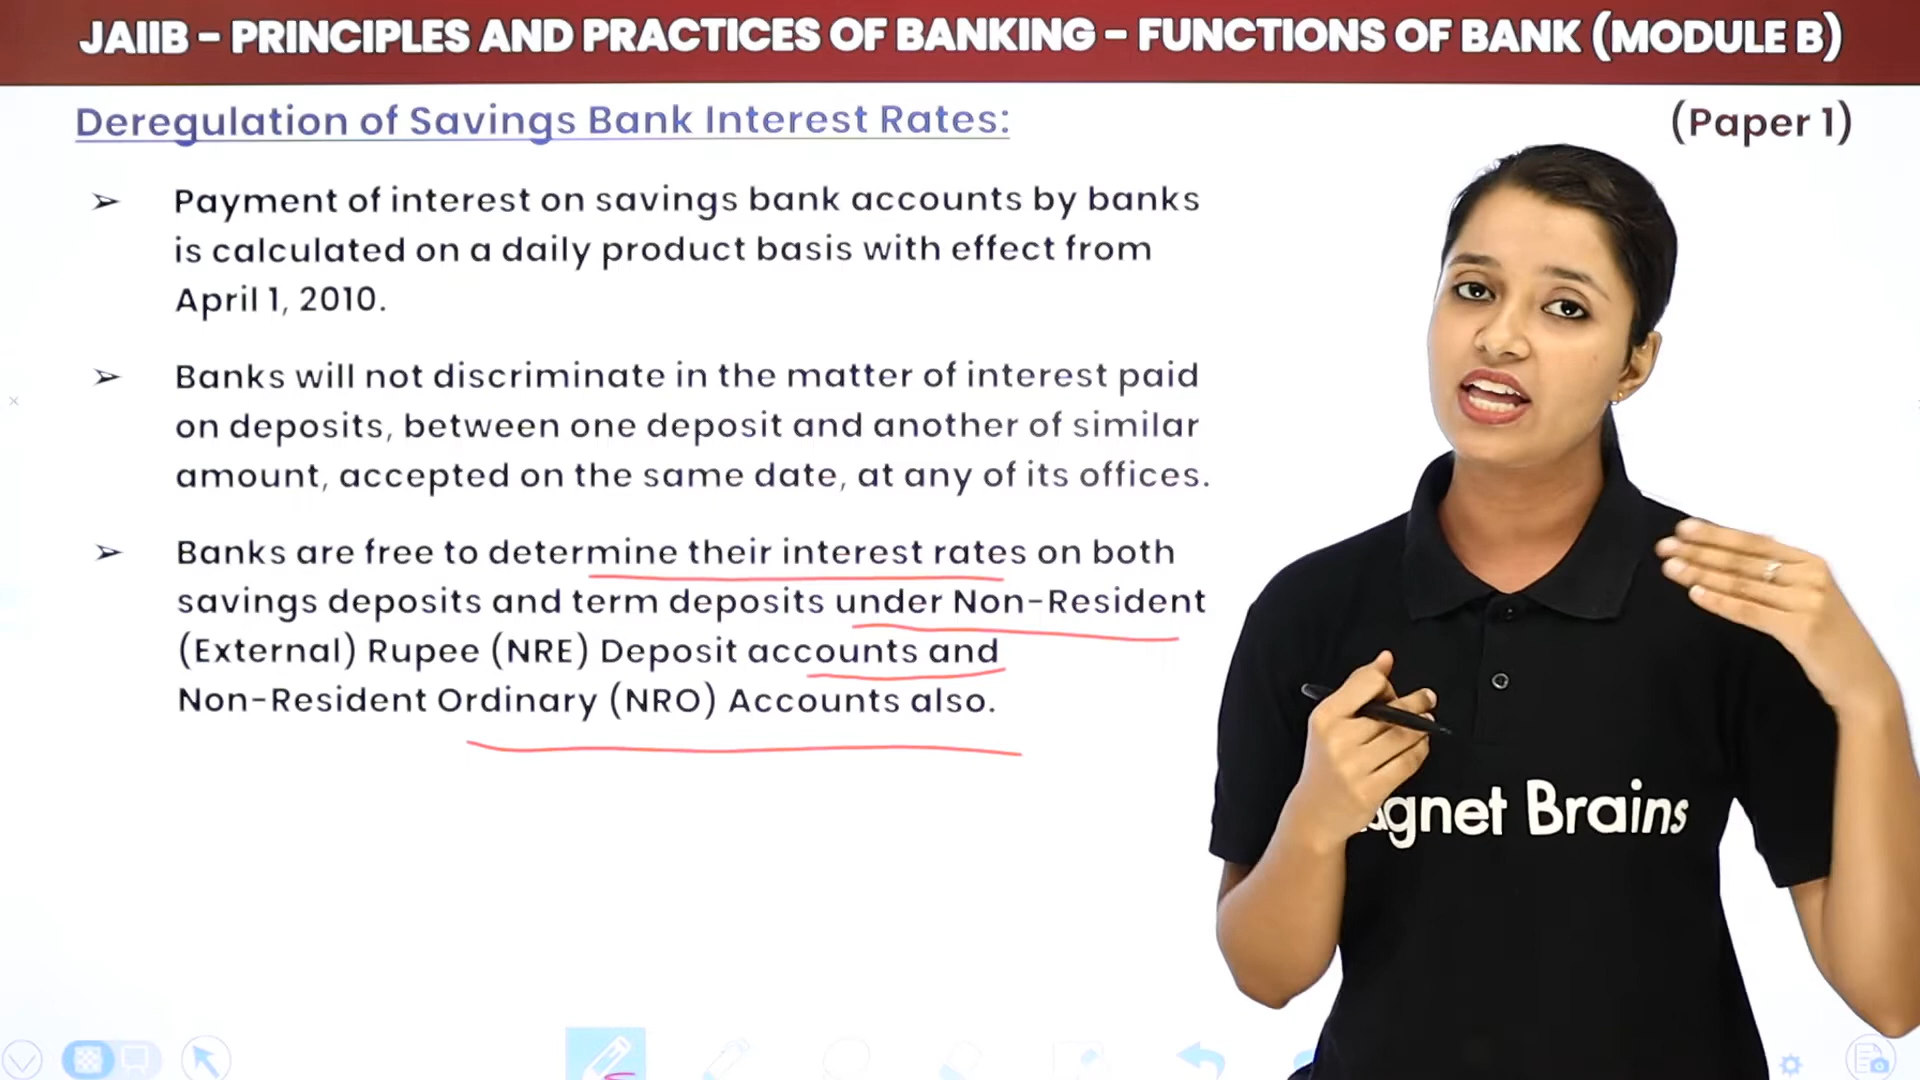 JAIIB – PRINCIPLES AND PRACTICES OF BANKING – FUNCTIONS OF BANK (MODULE B)
Deregulation of Savings Bank Interest Rates:
(Paper 1)
➢ Payment of interest on savings bank accounts by banks
is calculated on a daily product basis with effect from
April 1, 2010.
➢ Banks will not discriminate in the matter of interest paid
on deposits, between one deposit and another of similar
amount, accepted on the same date, at any of its offices.
➢ Banks are free to determine their interest rates on both
savings deposits and term deposits under Non-Resident
(External) Rupee (NRE) Deposit accounts and
Non-Resident Ordinary (NRO) Accounts also.
agnet Brains